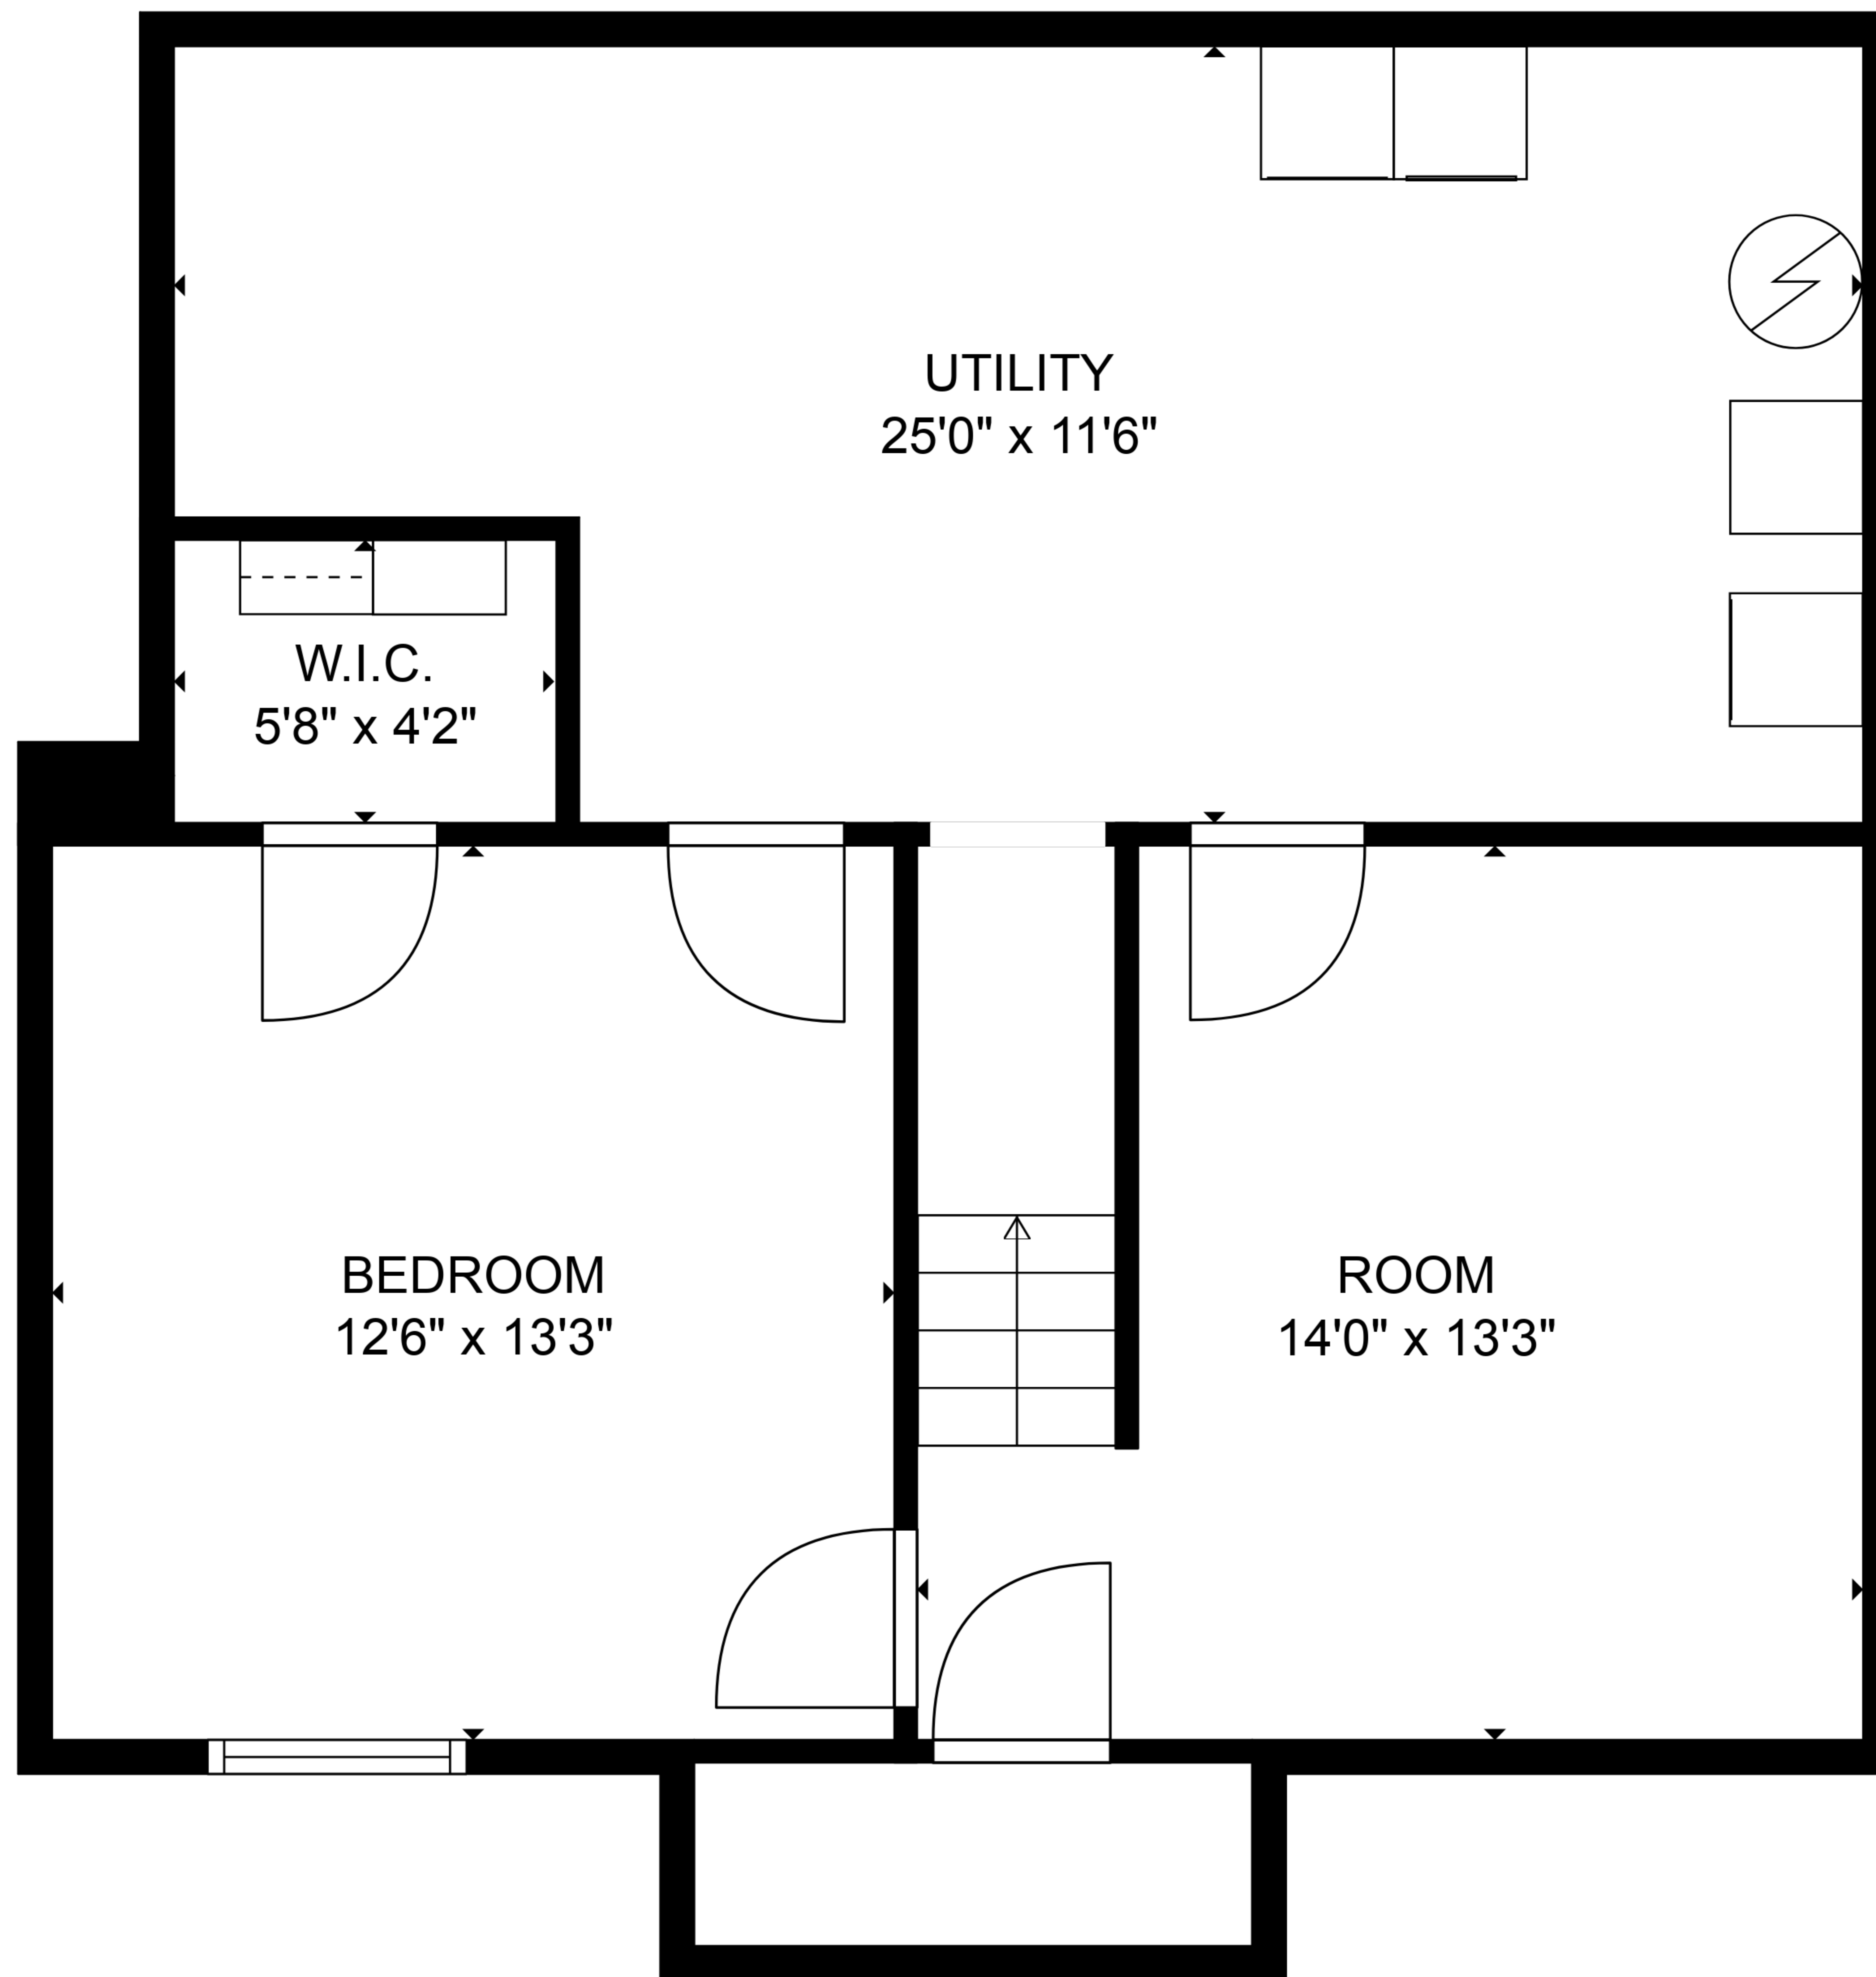 UTILITY
25'0" x 11'6"
W.I.C.
5'8" x 4'2"
BEDROOM
12'6" x 13'3"
ROOM
14'0" x 13'3"